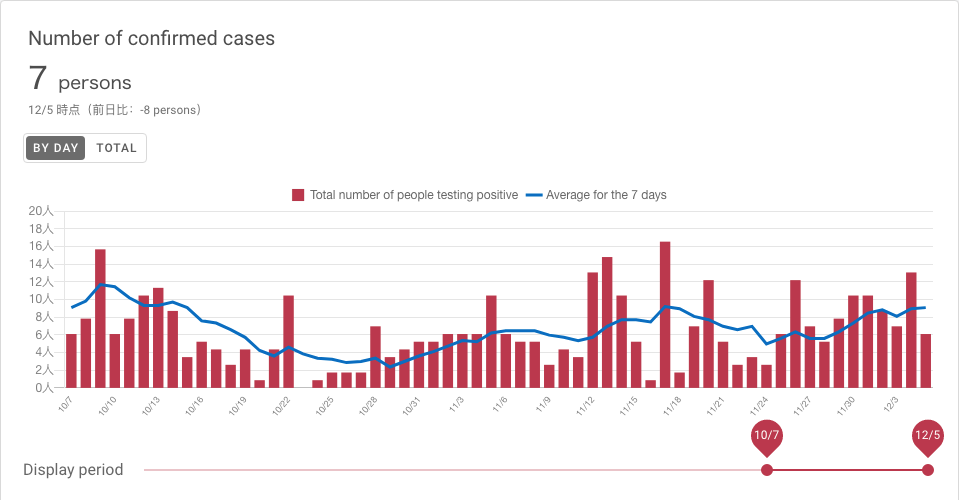 Number of confirmed cases
7 persons
12/5 時点（前日比：-8 persons）
BY DAY TOTAL
Total number of people testing positive Average for the 7 days
20人
18人
16人
14人
12人
10人
8人
6人
4人
2人
0人
10/7 10/10 10/13 10/16 10/19 10/22 10/25 10/28 10/31 11/3 11/6 11/9 11/12 11/15 11/18 11/21 11/24 11/27 11/30 12/3
10/7 12/5
Display period